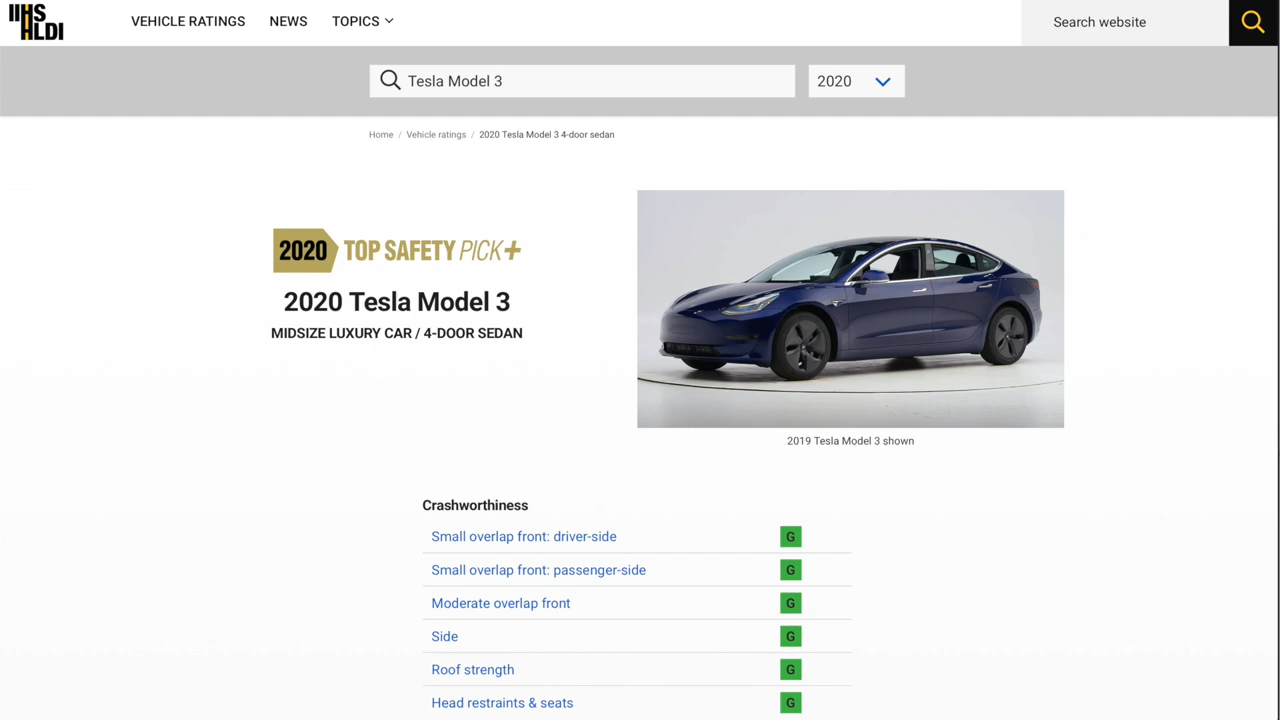 IIHS
HLDI
VEHICLE RATINGS NEWS TOPICS
Search website
Tesla Model 3
2020
Home / Vehicle ratings / 2020 Tesla Model 3 4-door sedan
2020 TOP SAFETY PICK+
2020 Tesla Model 3
MIDSIZE LUXURY CAR / 4-DOOR SEDAN
2019 Tesla Model 3 shown
Crashworthiness
Small overlap front: driver-side G
Small overlap front: passenger-side G
Moderate overlap front G
Side G
Roof strength G
Head restraints & seats G